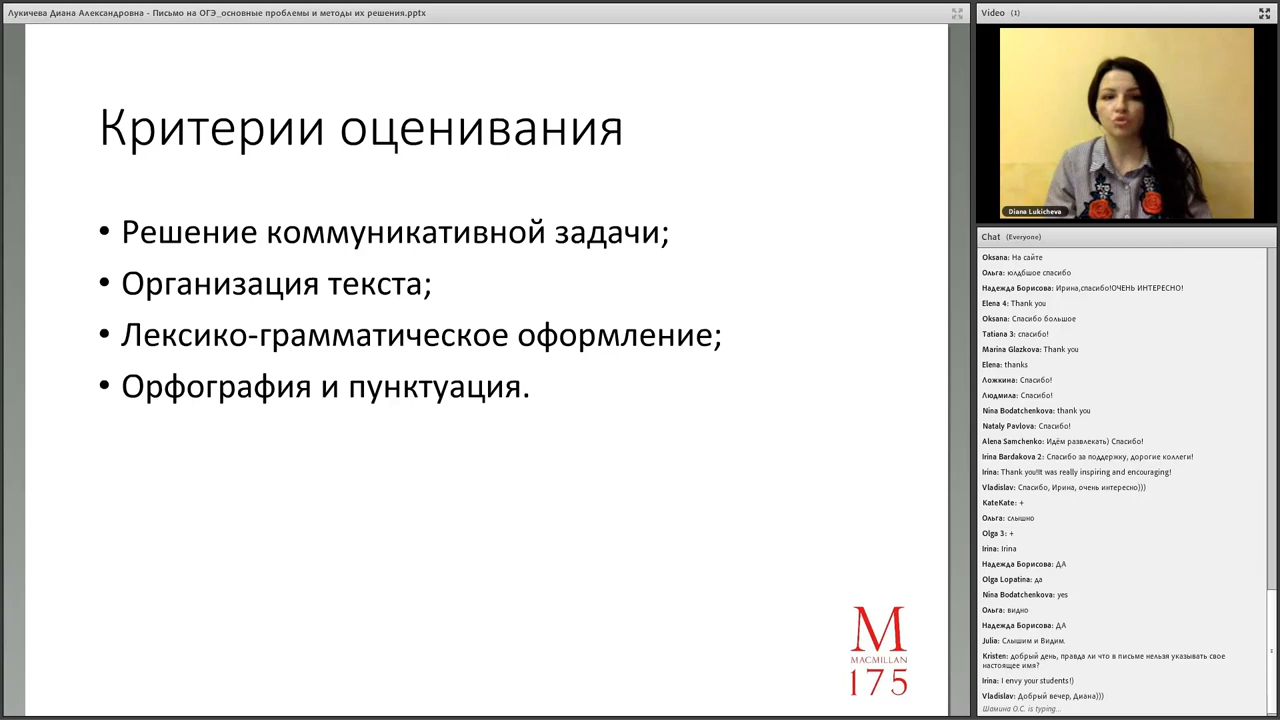 Лукичева Диана Александровна - Письмо на ОГЭ_основные проблемы и методы их решения.pptx
Критерии оценивания
• Решение коммуникативной задачи;
• Организация текста;
• Лексико-грамматическое оформление;
• Орфография и пунктуация.
M
MACMILLAN
175
Video (1)
Diana Lukicheva
Chat (Everyone)
Oksana: На сайте
Ольга: юлдбшое спасибо
Надежда Борисова: Ирина,спасибо!ОЧЕНЬ ИНТЕРЕСНО!
Elena 4: Thank you
Oksana: Спасибо большое
Tatiana 3: спасибо!
Marina Glazkova: Thank you
Elena: thanks
Ложкина: Спасибо!
Людмила: Спасибо!
Nina Bodatchenkova: thank you
Nataly Pavlova: Спасибо!
Alena Samchenko: Идём развлекать) Спасибо!
Irina Bardakova 2: Спасибо за поддержку, дорогие коллеги!
Irina: Thank you!It was really inspiring and encouraging!
Vladislav: Спасибо, Ирина, очень интересно)))
KateKate: +
Ольга: слышно
Olga 3: +
Irina: Irina
Надежда Борисова: ДА
Olga Lopatina: да
Nina Bodatchenkova: yes
Ольга: видно
Надежда Борисова: ДА
Julia: Слышим и Видим.
Kristen: добрый день, правда ли что в письме нельзя указывать свое
настоящее имя?
Irina: I envy your students!)
Vladislav: Добрый вечер, Диана)))
Шамина О.С. is typing...